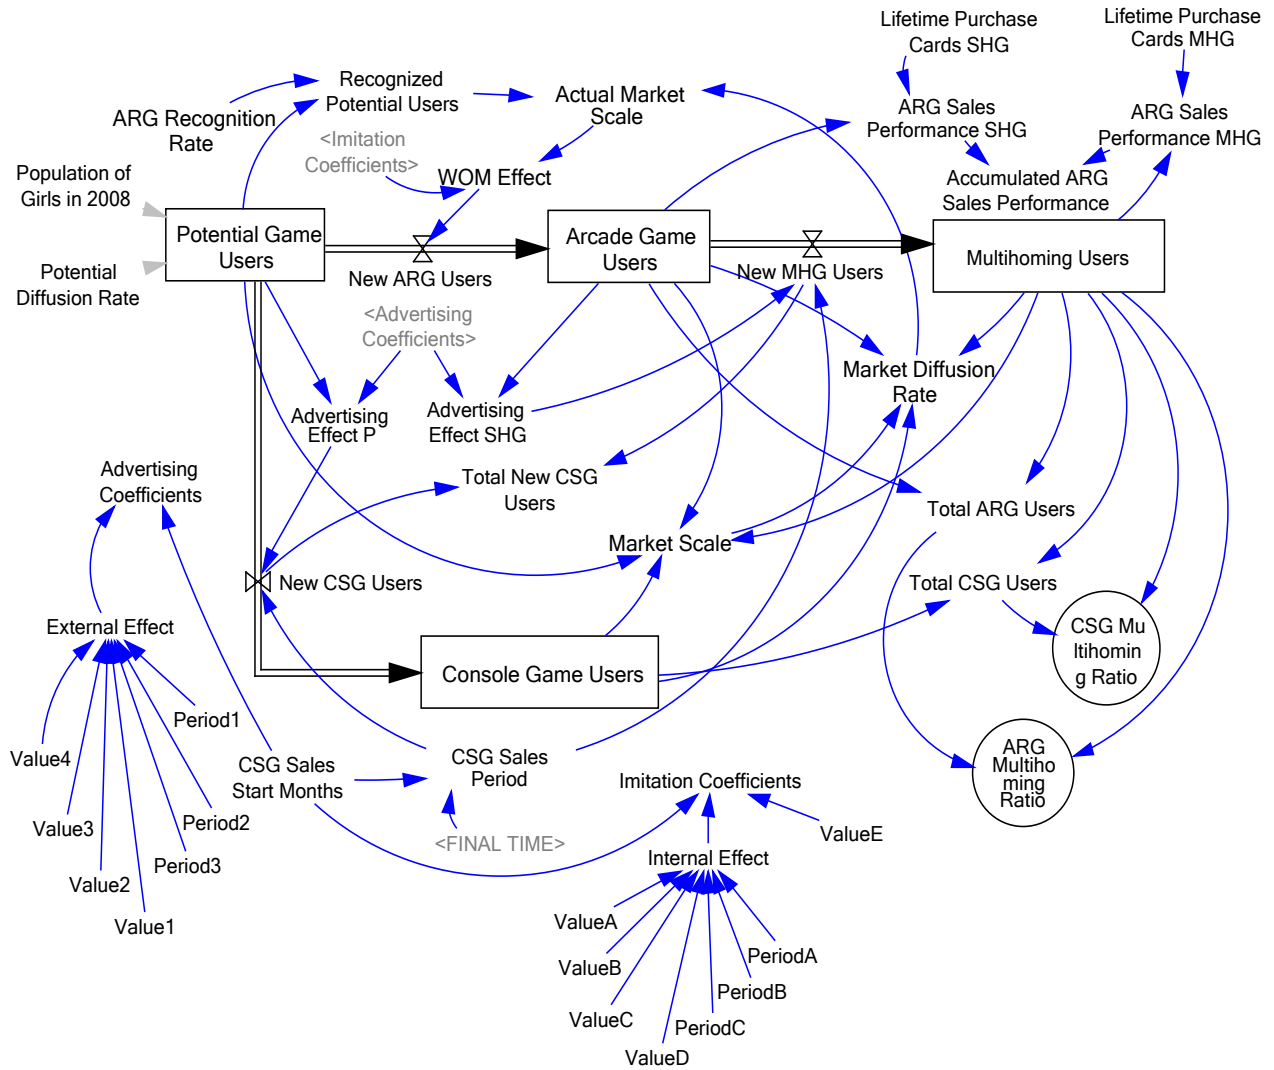 Lifetime Purchase
Cards SHG
Lifetime Purchase
Cards MHG
Recognized
Potential Users
Actual Market
Scale
ARG Sales
Performance SHG
ARG Sales
Performance MHG
ARG Recognition
Rate
<Imitation
Coefficients>
WOM Effect
Accumulated ARG
Sales Performance
Population of
Girls in 2008
Potential
Diffusion Rate
Potential Game
Users
New ARG Users
Arcade Game
Users
New MHG Users
Multihoming Users
<Advertising
Coefficients>
Market Diffusion
Rate
Advertising
Effect P
Advertising
Effect SHG
Advertising
Coefficients
Total New CSG
Users
Total ARG Users
Market Scale
New CSG Users
Total CSG Users
External Effect
CSG Mu
ltihomin
g Ratio
Console Game Users
Period1
Value4
CSG Sales
Start Months
CSG Sales
Period
ARG
Multiho
ming
Ratio
Imitation Coefficients
Value3
Period2
<FINAL TIME>
ValueE
Period3
Internal Effect
Value2
Value1
ValueA
PeriodA
ValueB
PeriodB
ValueC
PeriodC
ValueD